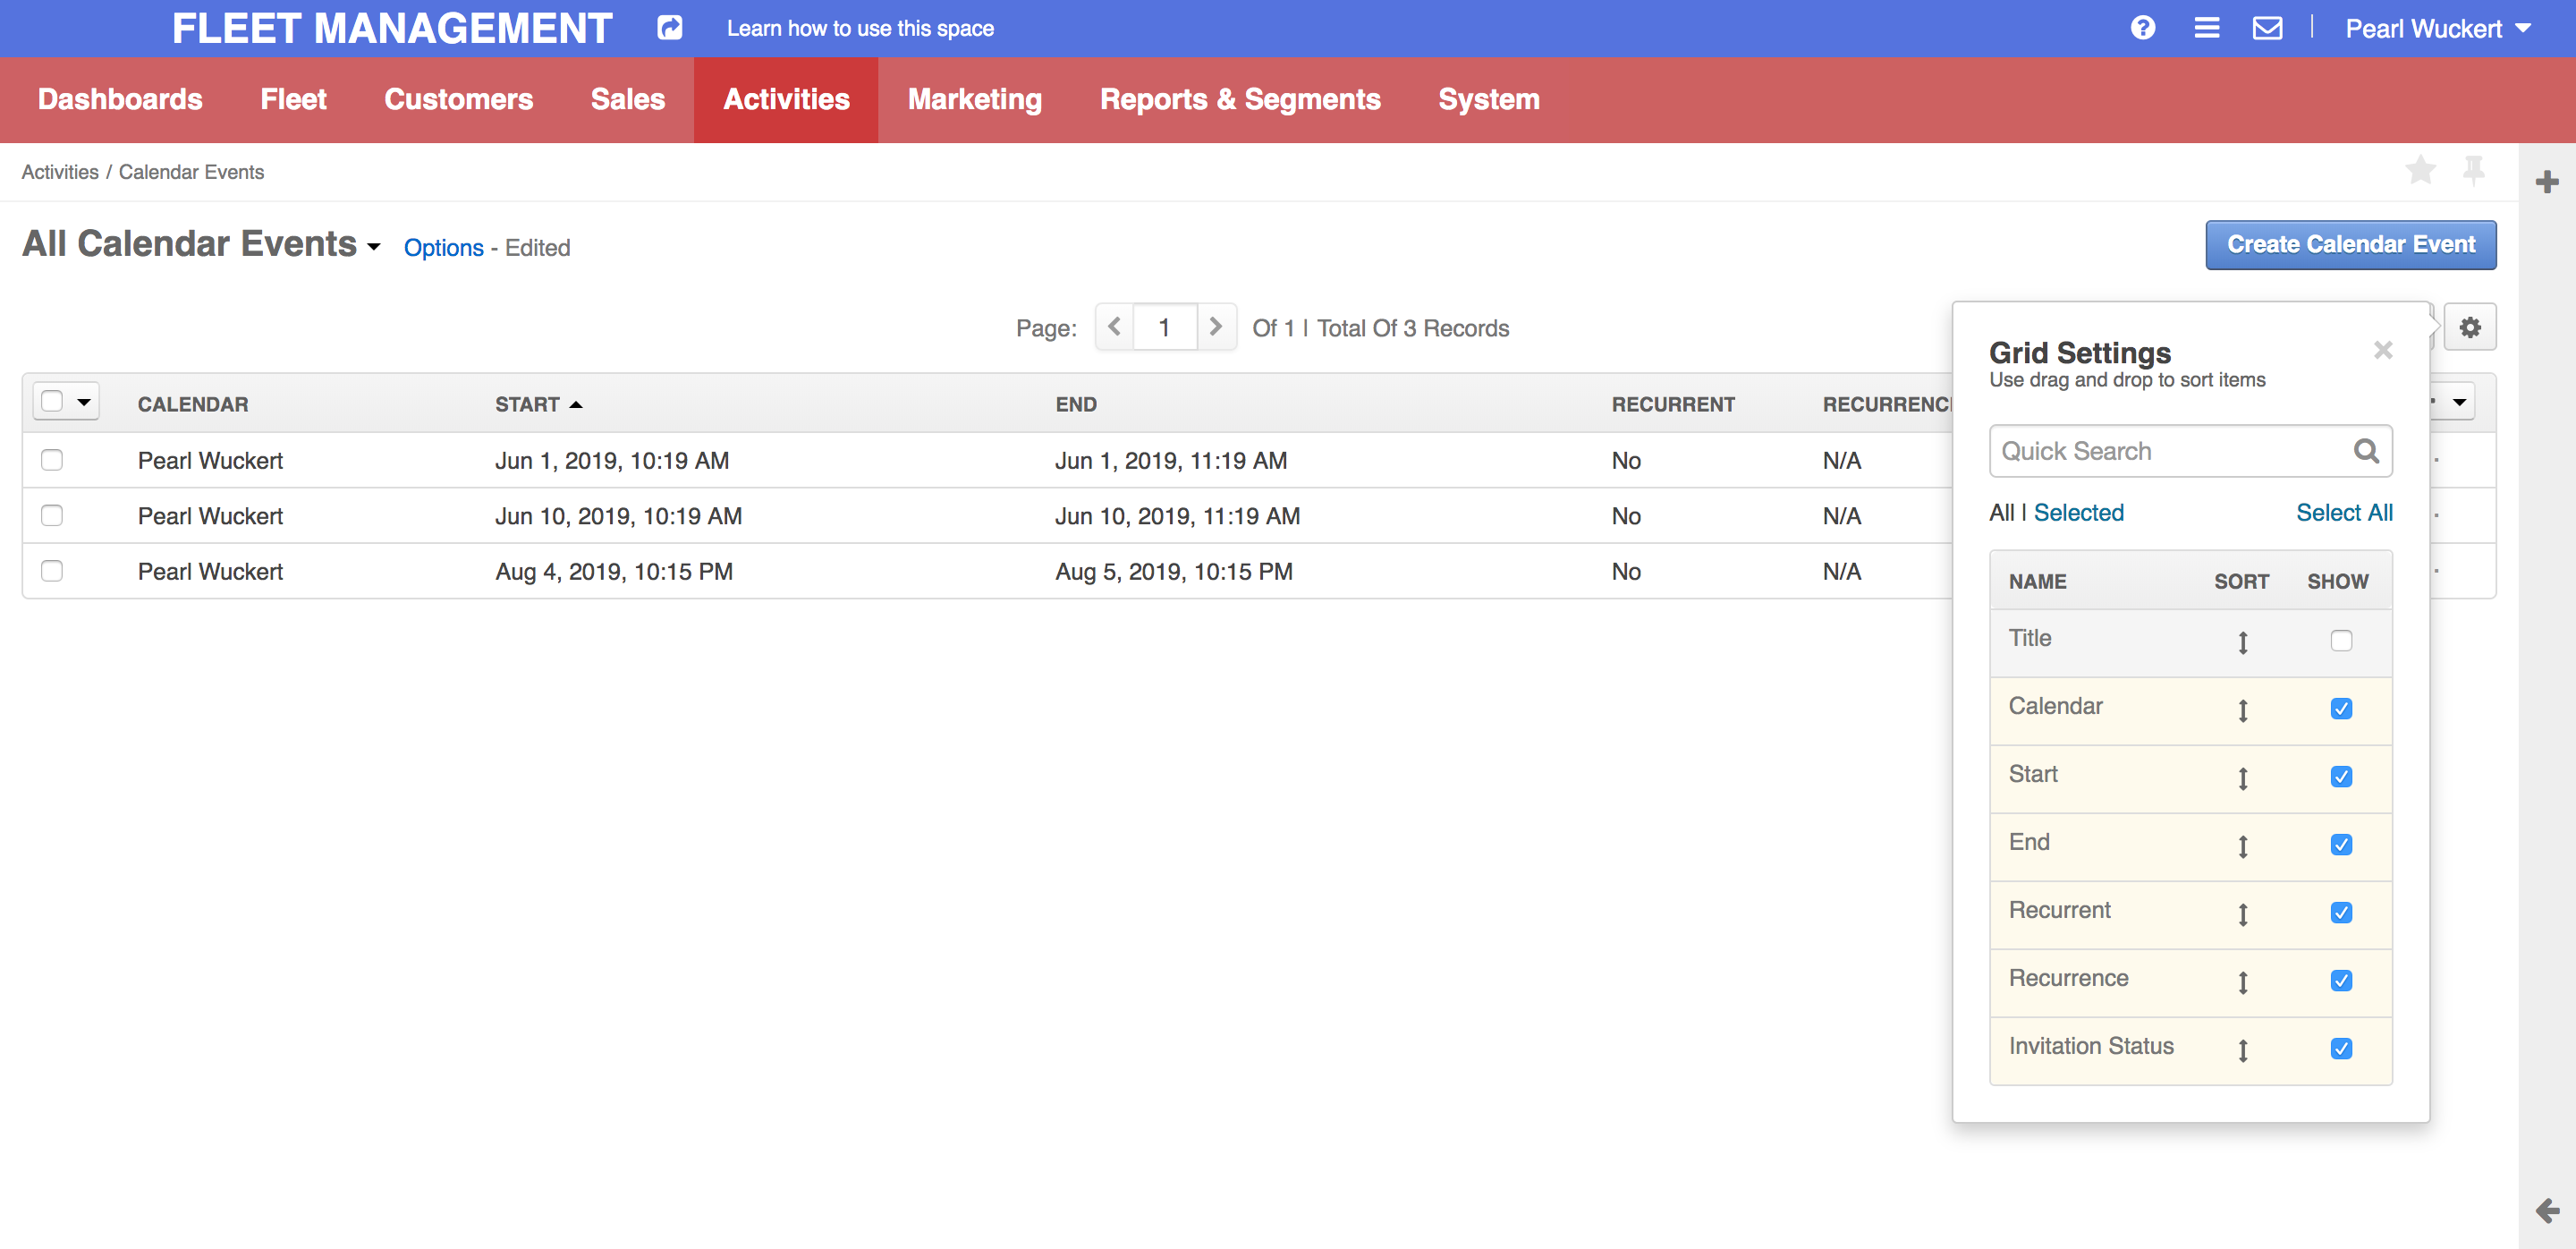 FLEET MANAGEMENT Learn how to use this space Pearl Wuckert
Dashboards Fleet Customers Sales Activities Marketing Reports & Segments System
Activities / Calendar Events
All Calendar Events Options - Edited Create Calendar Event
Page: 1 Of 1 | Total Of 3 Records
CALENDAR START END RECURRENT RECURRENC
Pearl Wuckert Jun 1, 2019, 10:19 AM Jun 1, 2019, 11:19 AM No N/A
Pearl Wuckert Jun 10, 2019, 10:19 AM Jun 10, 2019, 11:19 AM No N/A
Pearl Wuckert Aug 4, 2019, 10:15 PM Aug 5, 2019, 10:15 PM No N/A
Grid Settings
Use drag and drop to sort items
Quick Search
All | Selected Select All
NAME SORT SHOW
Title
Calendar
Start
End
Recurrent
Recurrence
Invitation Status